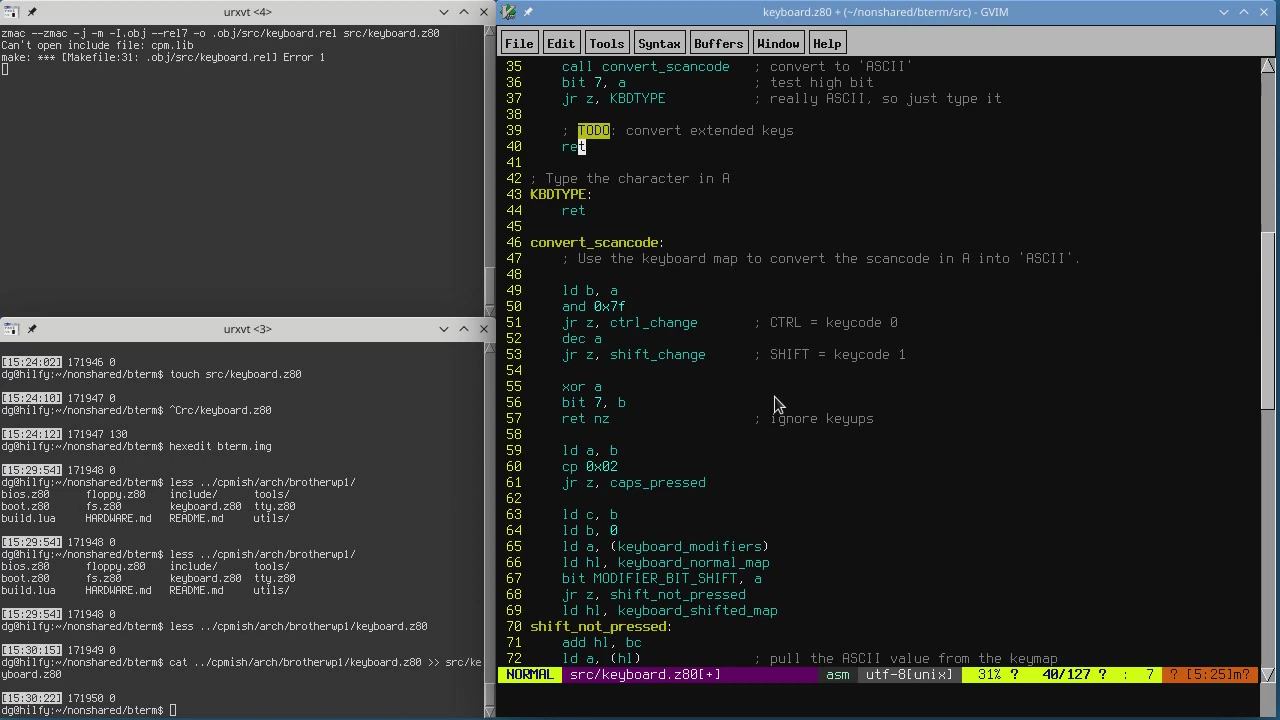 urxvt <4>
zmac --zmac -j -m -I.obj --rel7 -o .obj/src/keyboard.rel src/keyboard.z80
Can't open include file: cpm.lib
make: *** [Makefile:31: .obj/src/keyboard.rel] Error 1
urxvt <3>
[15:24:02] 171946 0
dg@hilfy:~/nonshared/bterm$ touch src/keyboard.z80
[15:24:10] 171947 0
dg@hilfy:~/nonshared/bterm$ ^Crc/keyboard.z80
[15:24:12] 171947 130
dg@hilfy:~/nonshared/bterm$ hexedit bterm.img
[15:29:54] 171948 0
dg@hilfy:~/nonshared/bterm$ less ../cpmish/arch/brotherwp1/
bios.z80 floppy.z80 include/ tools/
boot.z80 fs.z80 keyboard.z80 tty.z80
build.lua HARDWARE.md README.md utils/
[15:29:54] 171948 0
dg@hilfy:~/nonshared/bterm$ less ../cpmish/arch/brotherwp1/
bios.z80 floppy.z80 include/ tools/
boot.z80 fs.z80 keyboard.z80 tty.z80
build.lua HARDWARE.md README.md utils/
[15:29:54] 171948 0
dg@hilfy:~/nonshared/bterm$ less ../cpmish/arch/brotherwp1/keyboard.z80
[15:30:15] 171949 0
dg@hilfy:~/nonshared/bterm$ cat ../cpmish/arch/brotherwp1/keyboard.z80 >> src/ke
yboard.z80
[15:30:22] 171950 0
dg@hilfy:~/nonshared/bterm$
keyboard.z80 + (~/nonshared/bterm/src) - GVIM
File Edit Tools Syntax Buffers Window Help
35 call convert_scancode ; convert to 'ASCII'
36 bit 7, a ; test high bit
37 jr z, KBDTYPE ; really ASCII, so just type it
38
39 ; TODO: convert extended keys
40 ret
41
42 ; Type the character in A
43 KBDTYPE:
44 ret
45
46 convert_scancode:
47 ; Use the keyboard map to convert the scancode in A into 'ASCII'.
48
49 ld b, a
50 and 0x7f
51 jr z, ctrl_change ; CTRL = keycode 0
52 dec a
53 jr z, shift_change ; SHIFT = keycode 1
54
55 xor a
56 bit 7, b
57 ret nz ; ignore keyups
58
59 ld a, b
60 cp 0x02
61 jr z, caps_pressed
62
63 ld c, b
64 ld b, 0
65 ld a, (keyboard_modifiers)
66 ld hl, keyboard_normal_map
67 bit MODIFIER_BIT_SHIFT, a
68 jr z, shift_not_pressed
69 ld hl, keyboard_shifted_map
70 shift_not_pressed:
71 add hl, bc
72 ld a, (hl) ; pull the ASCII value from the keymap
NORMAL src/keyboard.z80[+] asm utf-8[unix] 31% ? 40/127 ? : 7 ? [5:25]m?